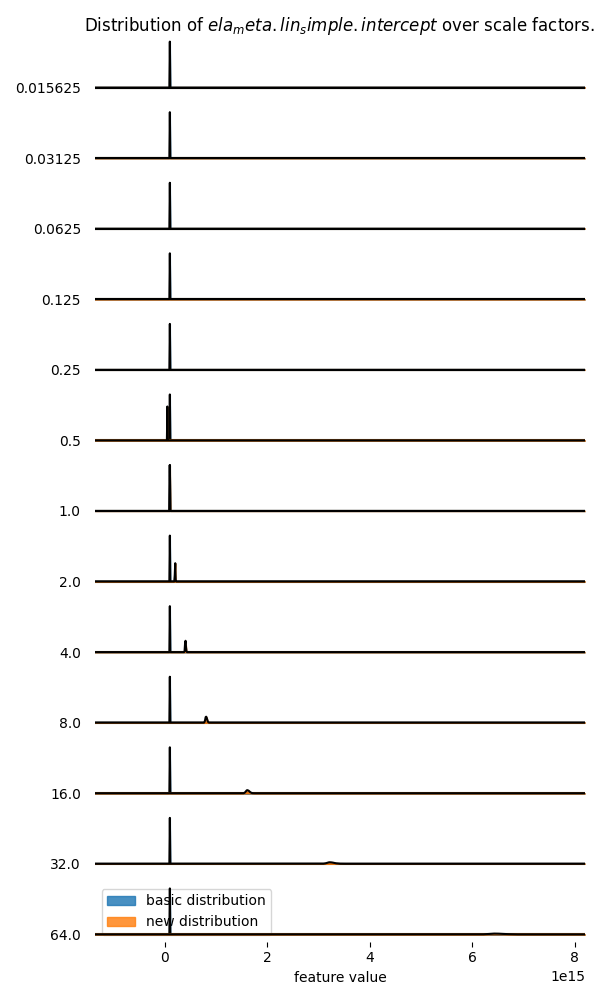 Distribution of elaₘeta.linₛimple.intercept over scale factors.
0.015625
0.03125
0.0625
0.125
0.25
0.5
1.0
2.0
4.0
8.0
16.0
32.0
64.0
basic distribution
new distribution
0 2 4 6 8
1e15
feature value